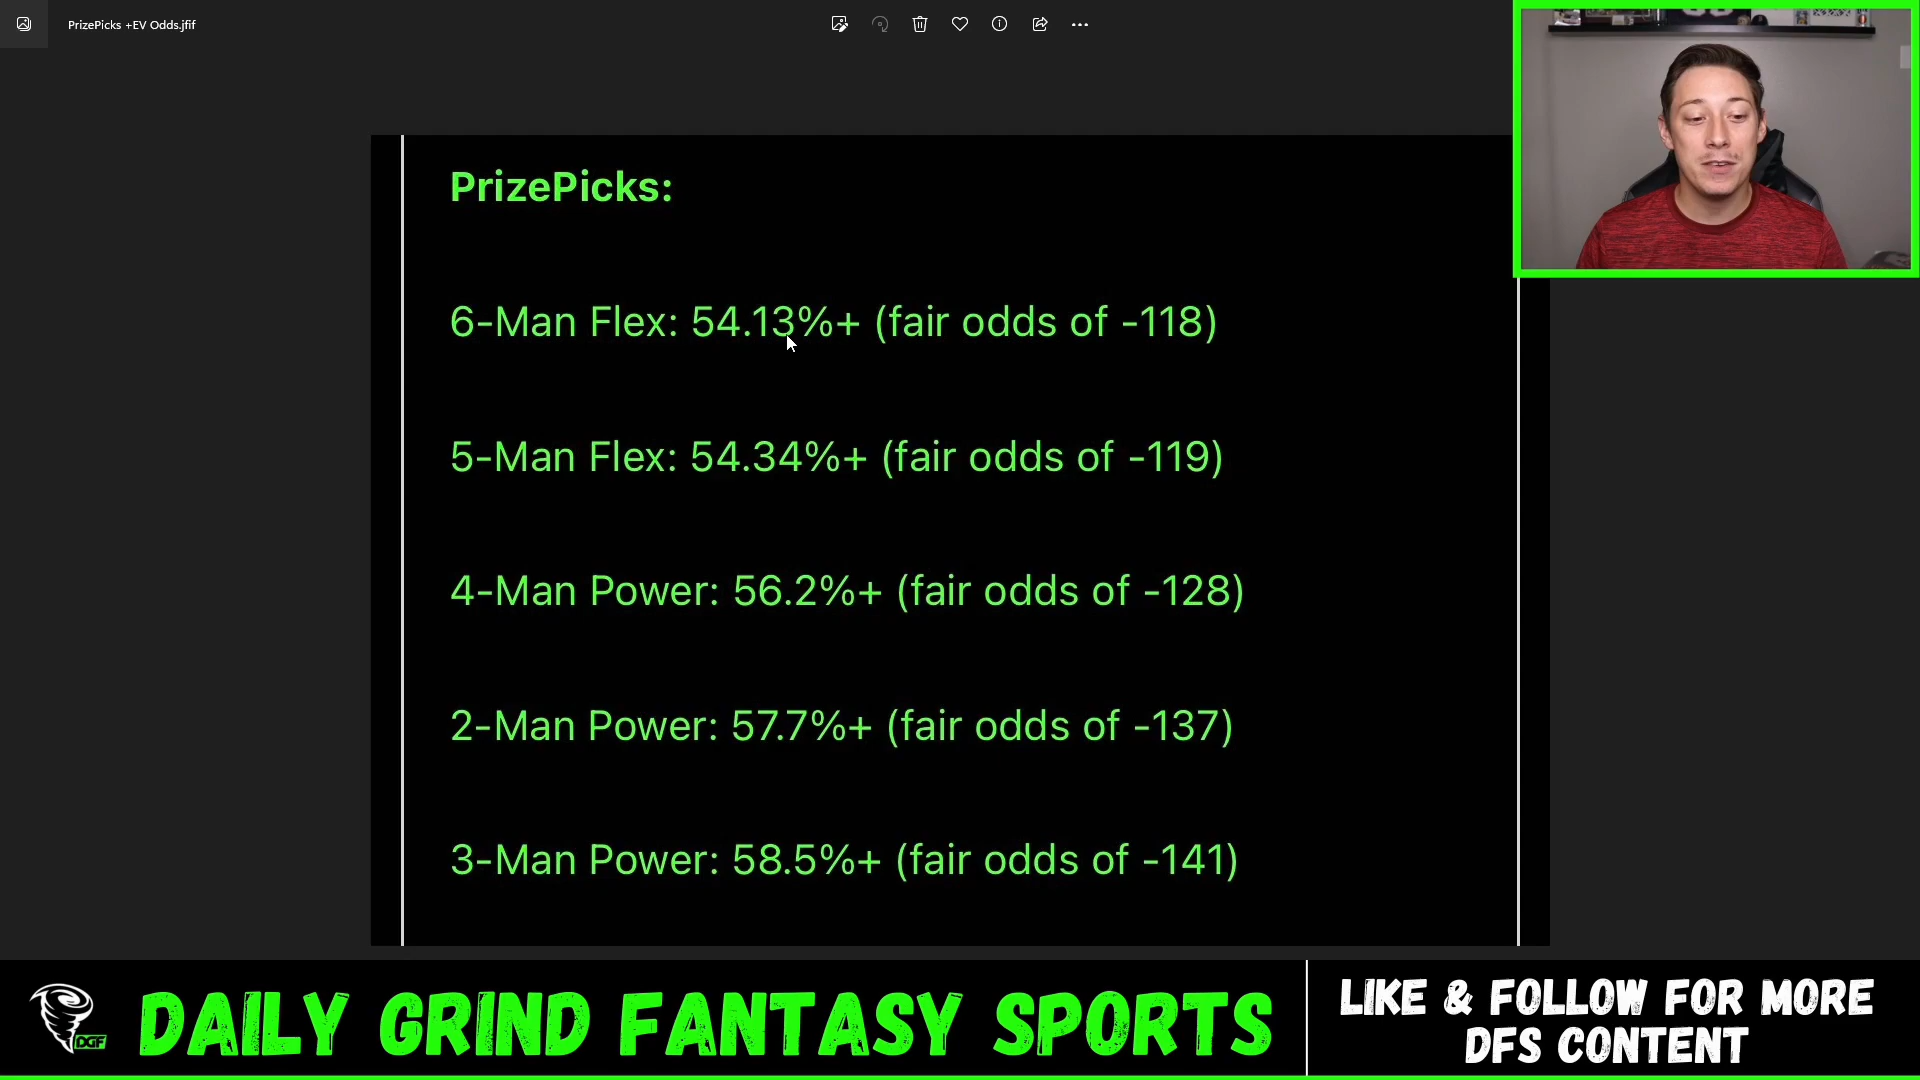 PrizePicks +EV Odds.jfif
PrizePicks:
6-Man Flex: 54.13%+ (fair odds of -118)
5-Man Flex: 54.34%+ (fair odds of -119)
4-Man Power: 56.2%+ (fair odds of -128)
2-Man Power: 57.7%+ (fair odds of -137)
3-Man Power: 58.5%+ (fair odds of -141)
DGF
DAILY GRIND FANTASY SPORTS
LIKE & FOLLOW FOR MORE
DFS CONTENT